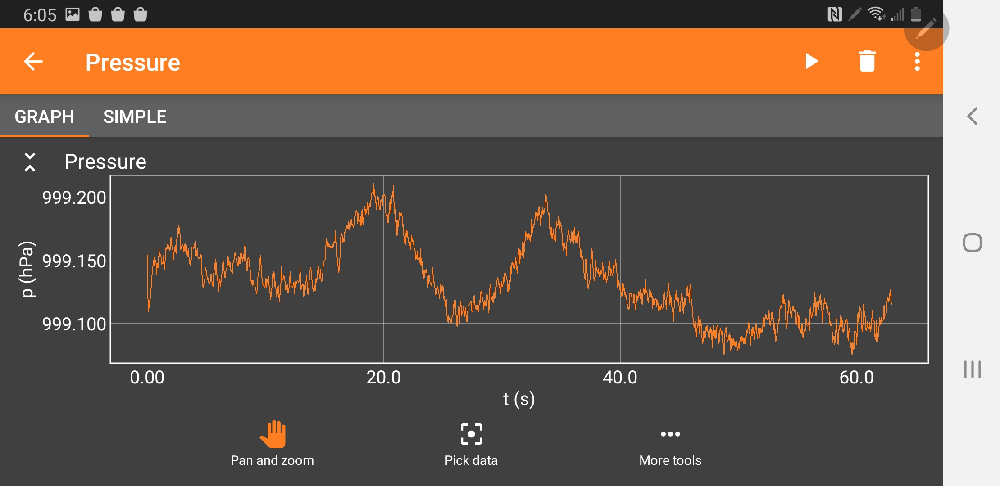 6:05
Pressure
GRAPH SIMPLE
Pressure
999.200
999.150
999.100
p (hPa)
0.00 20.0 40.0 60.0
t (s)
Pan and zoom Pick data More tools